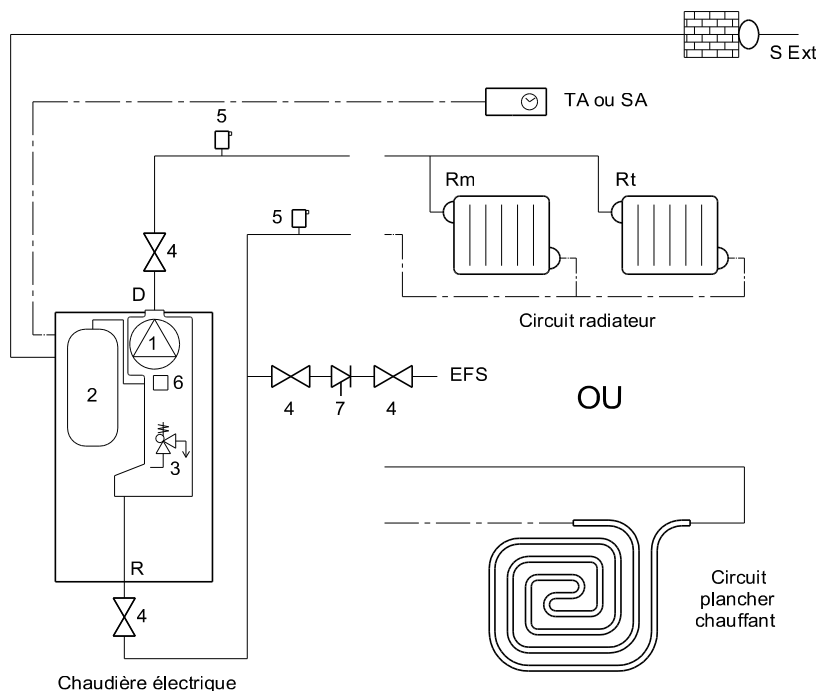 S Ext
TA ou SA
5
Rm
Rt
5
4
D
Circuit radiateur
1
6
2
EFS
4
7
4
OU
3
R
4
Circuit
plancher
chauffant
Chaudière électrique